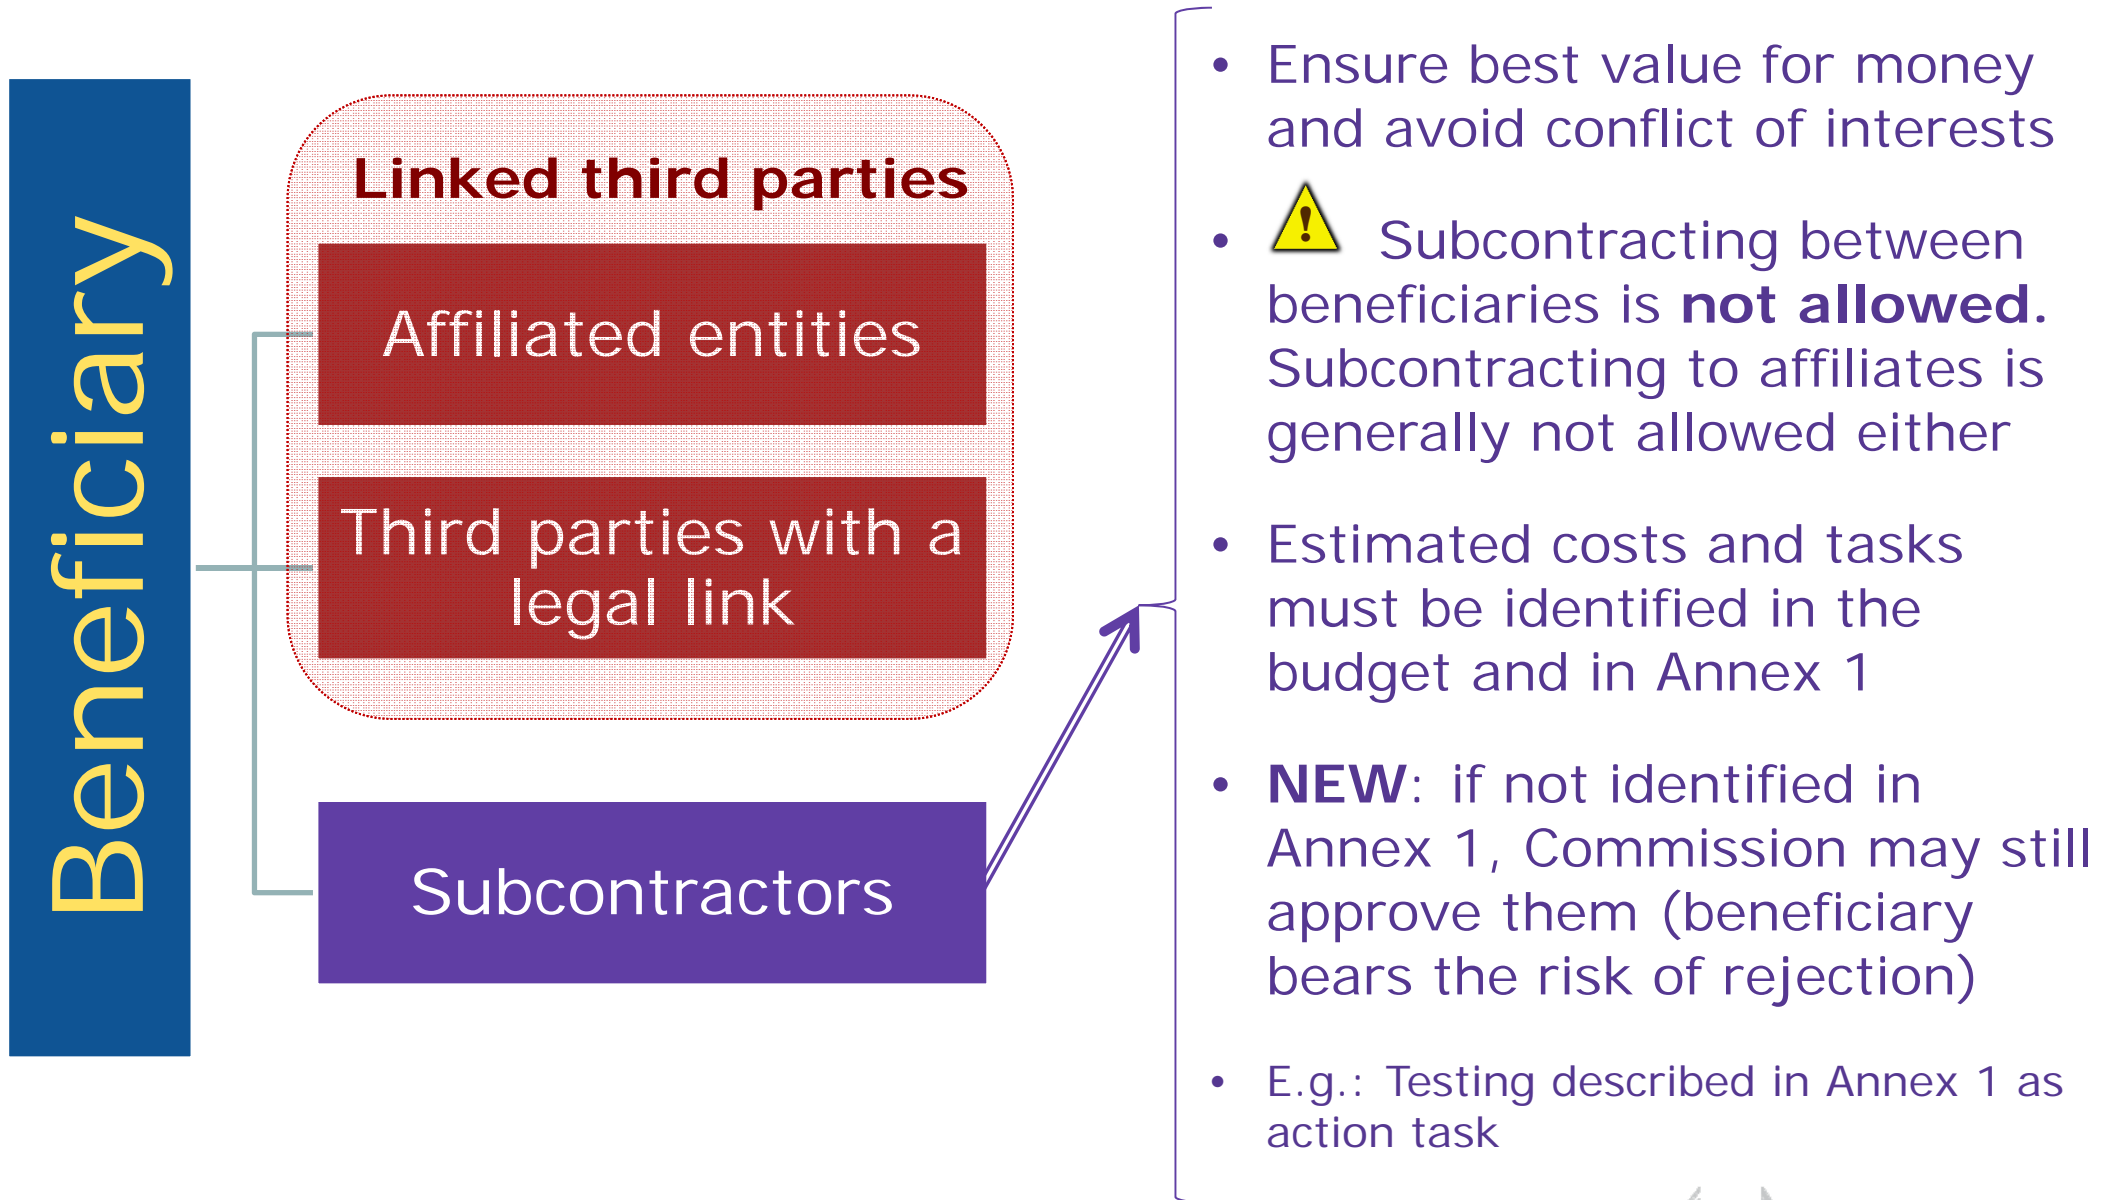 Beneficiary
Linked third parties
Affiliated entities
Third parties with a
legal link
Subcontractors
• Ensure best value for money
and avoid conflict of interests
• ! Subcontracting between
beneficiaries is not allowed.
Subcontracting to affiliates is
generally not allowed either
• Estimated costs and tasks
must be identified in the
budget and in Annex 1
• NEW: if not identified in
Annex 1, Commission may still
approve them (beneficiary
bears the risk of rejection)
• E.g.: Testing described in Annex 1 as
action task